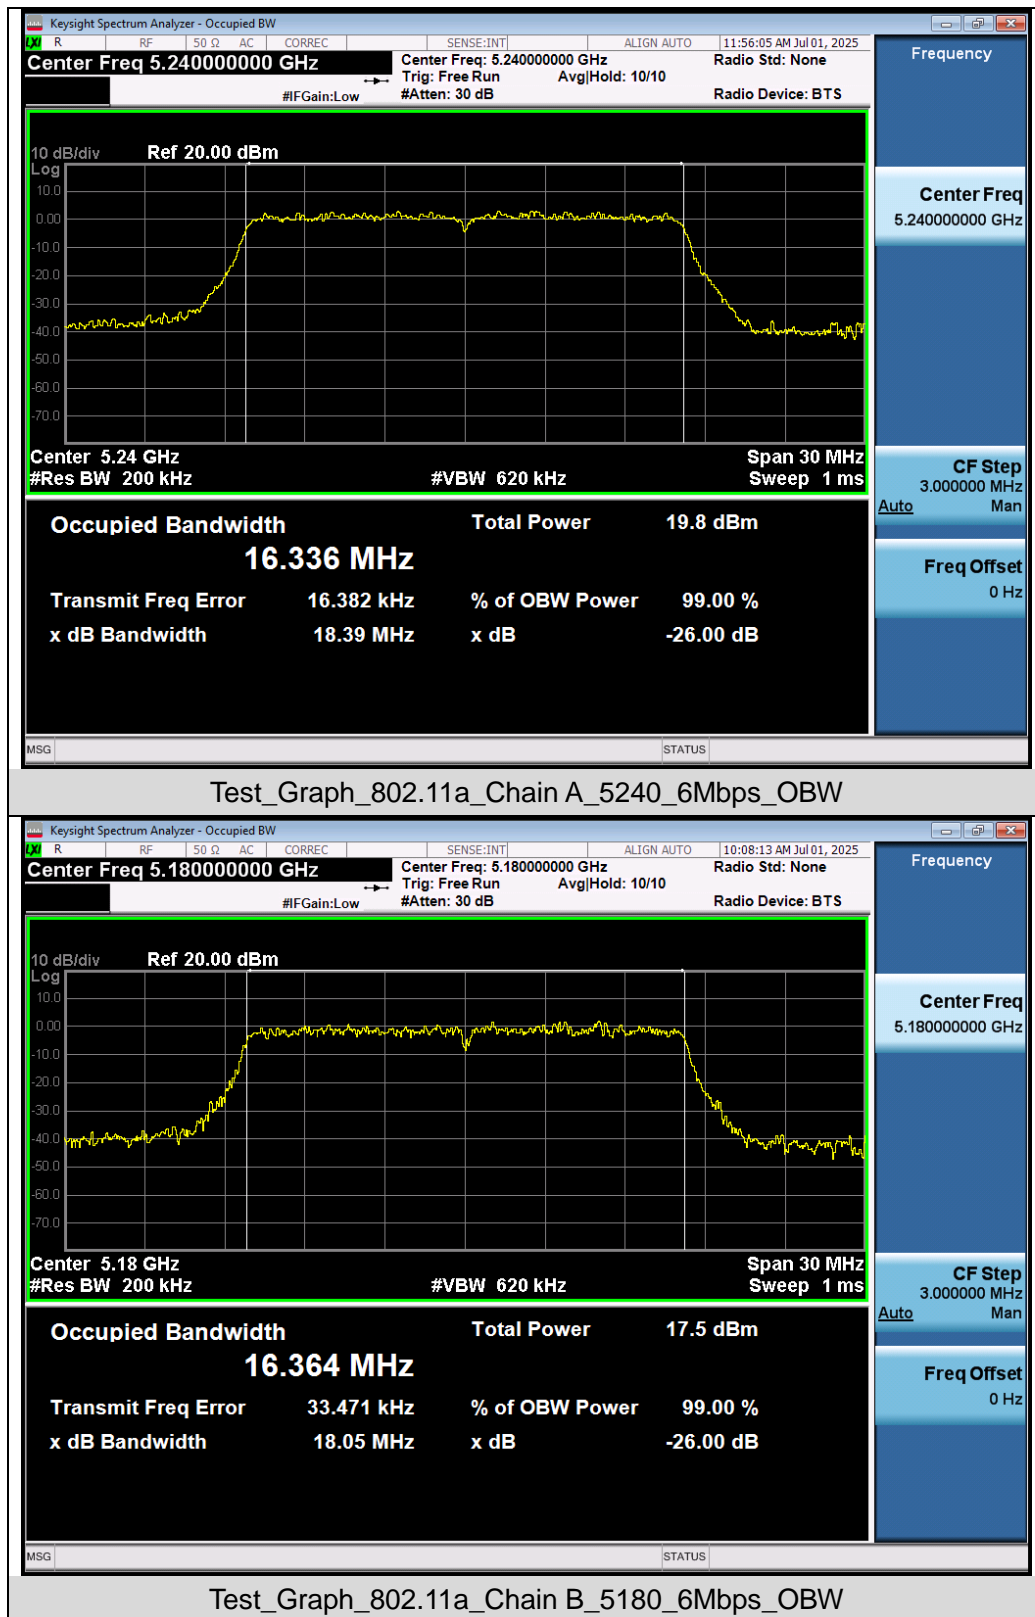 Keysight Spectrum Analyzer - Occupied BW
LXI R RF 50 Ω AC CORREC SENSE:INT ALIGN AUTO 11:56:05 AM Jul 01, 2025
Center Freq 5.240000000 GHz
Center Freq: 5.240000000 GHz Radio Std: None
Trig: Free Run Avg|Hold: 10/10
#IFGain:Low #Atten: 30 dB Radio Device: BTS
10 dB/div Ref 20.00 dBm
Log
10.0
0.00
-10.0
-20.0
-30.0
-40.0
-50.0
-60.0
-70.0
Center 5.24 GHz Span 30 MHz
#Res BW 200 kHz #VBW 620 kHz Sweep 1 ms
Occupied Bandwidth Total Power 19.8 dBm
16.336 MHz
Transmit Freq Error 16.382 kHz % of OBW Power 99.00 %
x dB Bandwidth 18.39 MHz x dB -26.00 dB
MSG STATUS
Frequency
Center Freq
5.240000000 GHz
CF Step
3.000000 MHz
Auto Man
Freq Offset
0 Hz
Test_Graph_802.11a_Chain A_5240_6Mbps_OBW
Keysight Spectrum Analyzer - Occupied BW
LXI R RF 50 Ω AC CORREC SENSE:INT ALIGN AUTO 10:08:13 AM Jul 01, 2025
Center Freq 5.180000000 GHz
Center Freq: 5.180000000 GHz Radio Std: None
Trig: Free Run Avg|Hold: 10/10
#IFGain:Low #Atten: 30 dB Radio Device: BTS
10 dB/div Ref 20.00 dBm
Log
10.0
0.00
-10.0
-20.0
-30.0
-40.0
-50.0
-60.0
-70.0
Center 5.18 GHz Span 30 MHz
#Res BW 200 kHz #VBW 620 kHz Sweep 1 ms
Occupied Bandwidth Total Power 17.5 dBm
16.364 MHz
Transmit Freq Error 33.471 kHz % of OBW Power 99.00 %
x dB Bandwidth 18.05 MHz x dB -26.00 dB
MSG STATUS
Frequency
Center Freq
5.180000000 GHz
CF Step
3.000000 MHz
Auto Man
Freq Offset
0 Hz
Test_Graph_802.11a_Chain B_5180_6Mbps_OBW